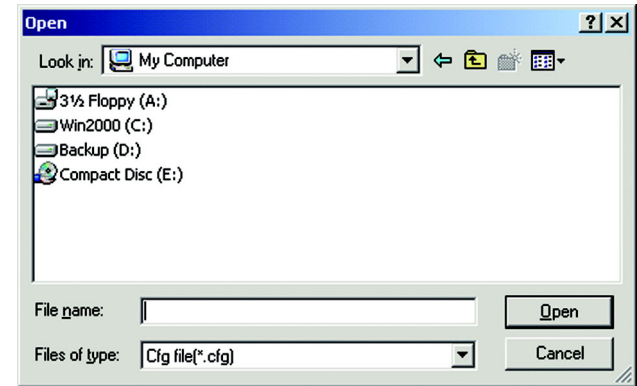 Open
Look in: My Computer
3½ Floppy (A:)
Win2000 (C:)
Backup (D:)
Compact Disc (E:)
File name: Open
Files of type: Cfg file(*.cfg) Cancel